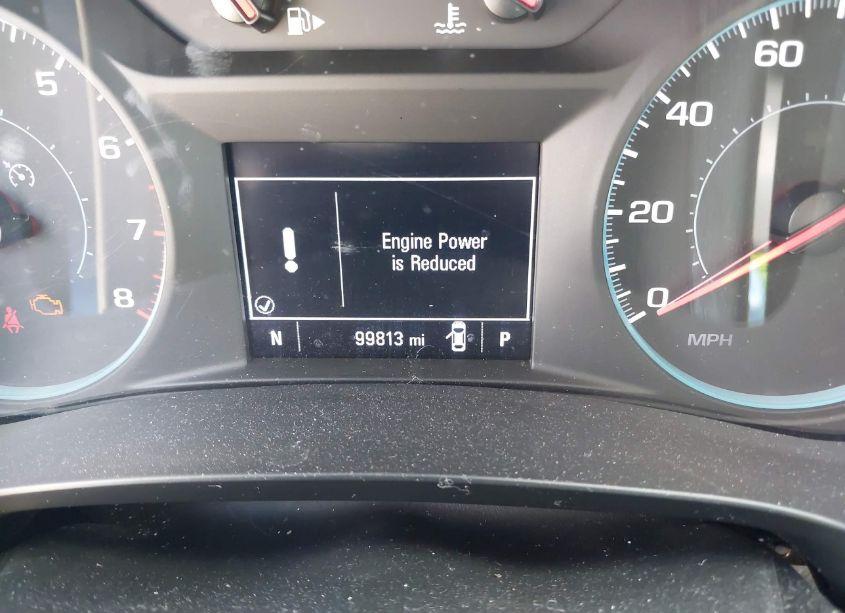 5
6
7
8
Engine Power
is Reduced
N
99813 mi
P
60
40
20
0
MPH